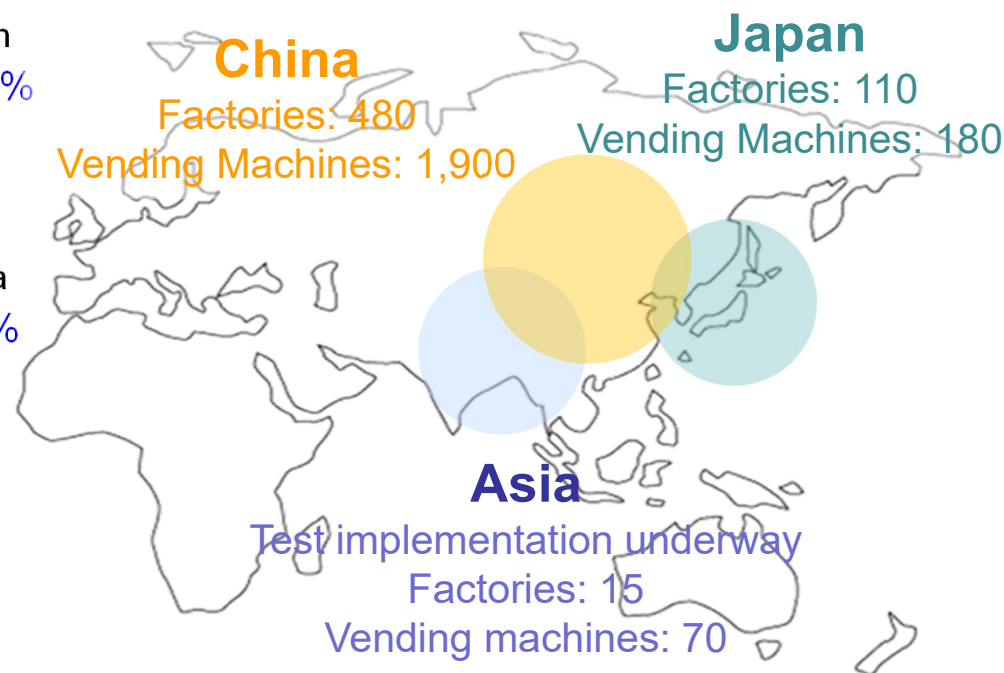 n
%
China
Factories: 480
Vending Machines: 1,900
Japan
Factories: 110
Vending Machines: 180
a
%
Asia
Test implementation underway
Factories: 15
Vending machines: 70